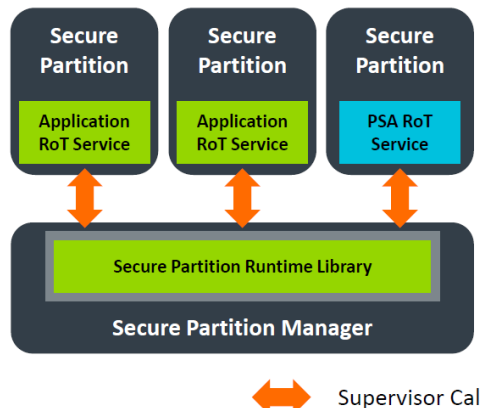 Secure
Partition
Secure
Partition
Secure
Partition
Application
RoT Service
Application
RoT Service
PSA RoT
Service
Secure Partition Runtime Library
Secure Partition Manager
Supervisor Cal